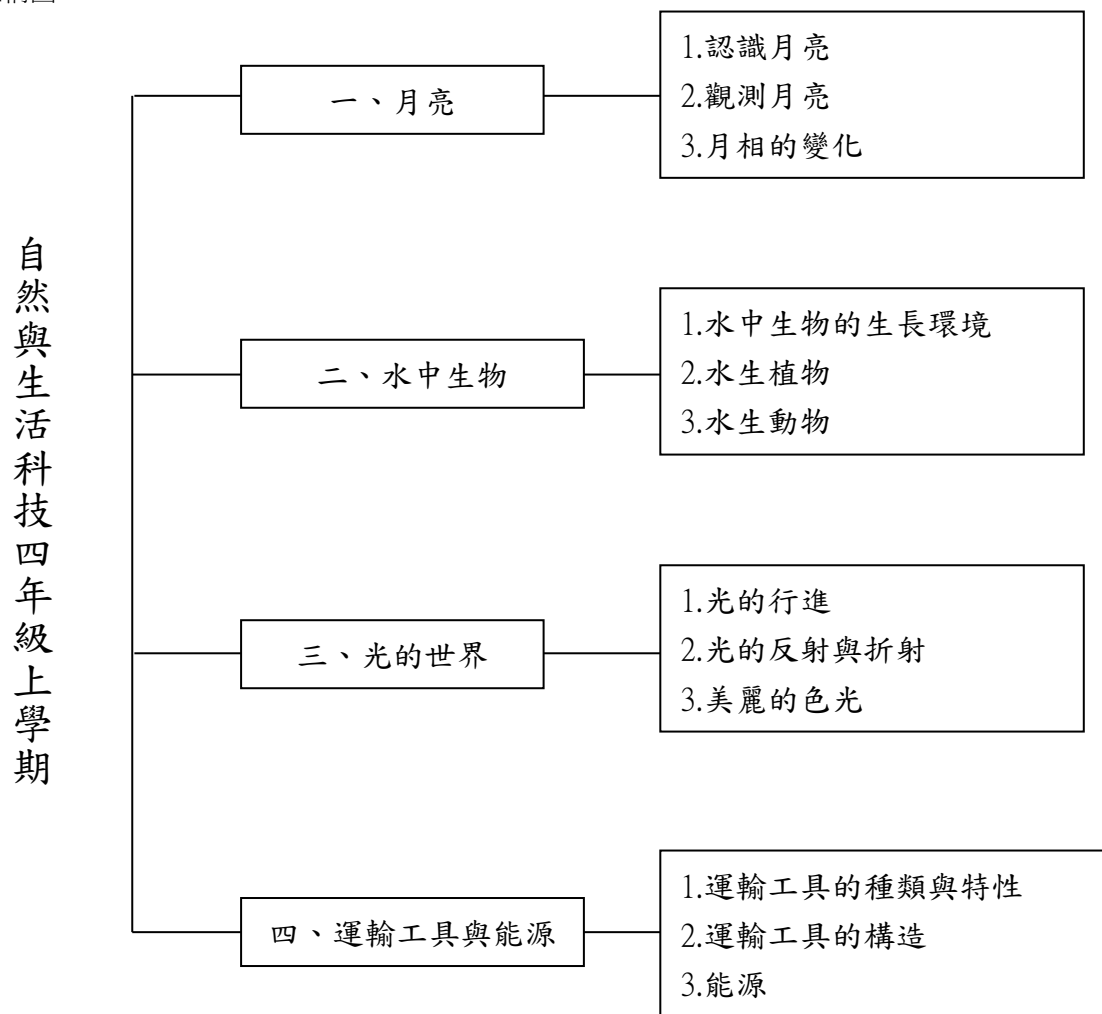 自然與生活科技四年級上學期
一、月亮
1.認識月亮
2.觀測月亮
3.月相的變化
二、水中生物
1.水中生物的生長環境
2.水生植物
3.水生動物
三、光的世界
1.光的行進
2.光的反射與折射
3.美麗的色光
四、運輸工具與能源
1.運輸工具的種類與特性
2.運輸工具的構造
3.能源